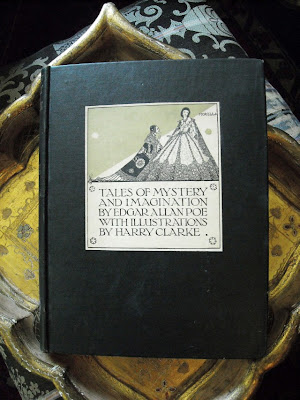 TALES OF MYSTERY
AND IMAGINATION
BY EDGAR ALLAN POE
WITH ILLUSTRATIONS
BY HARRY CLARKE .